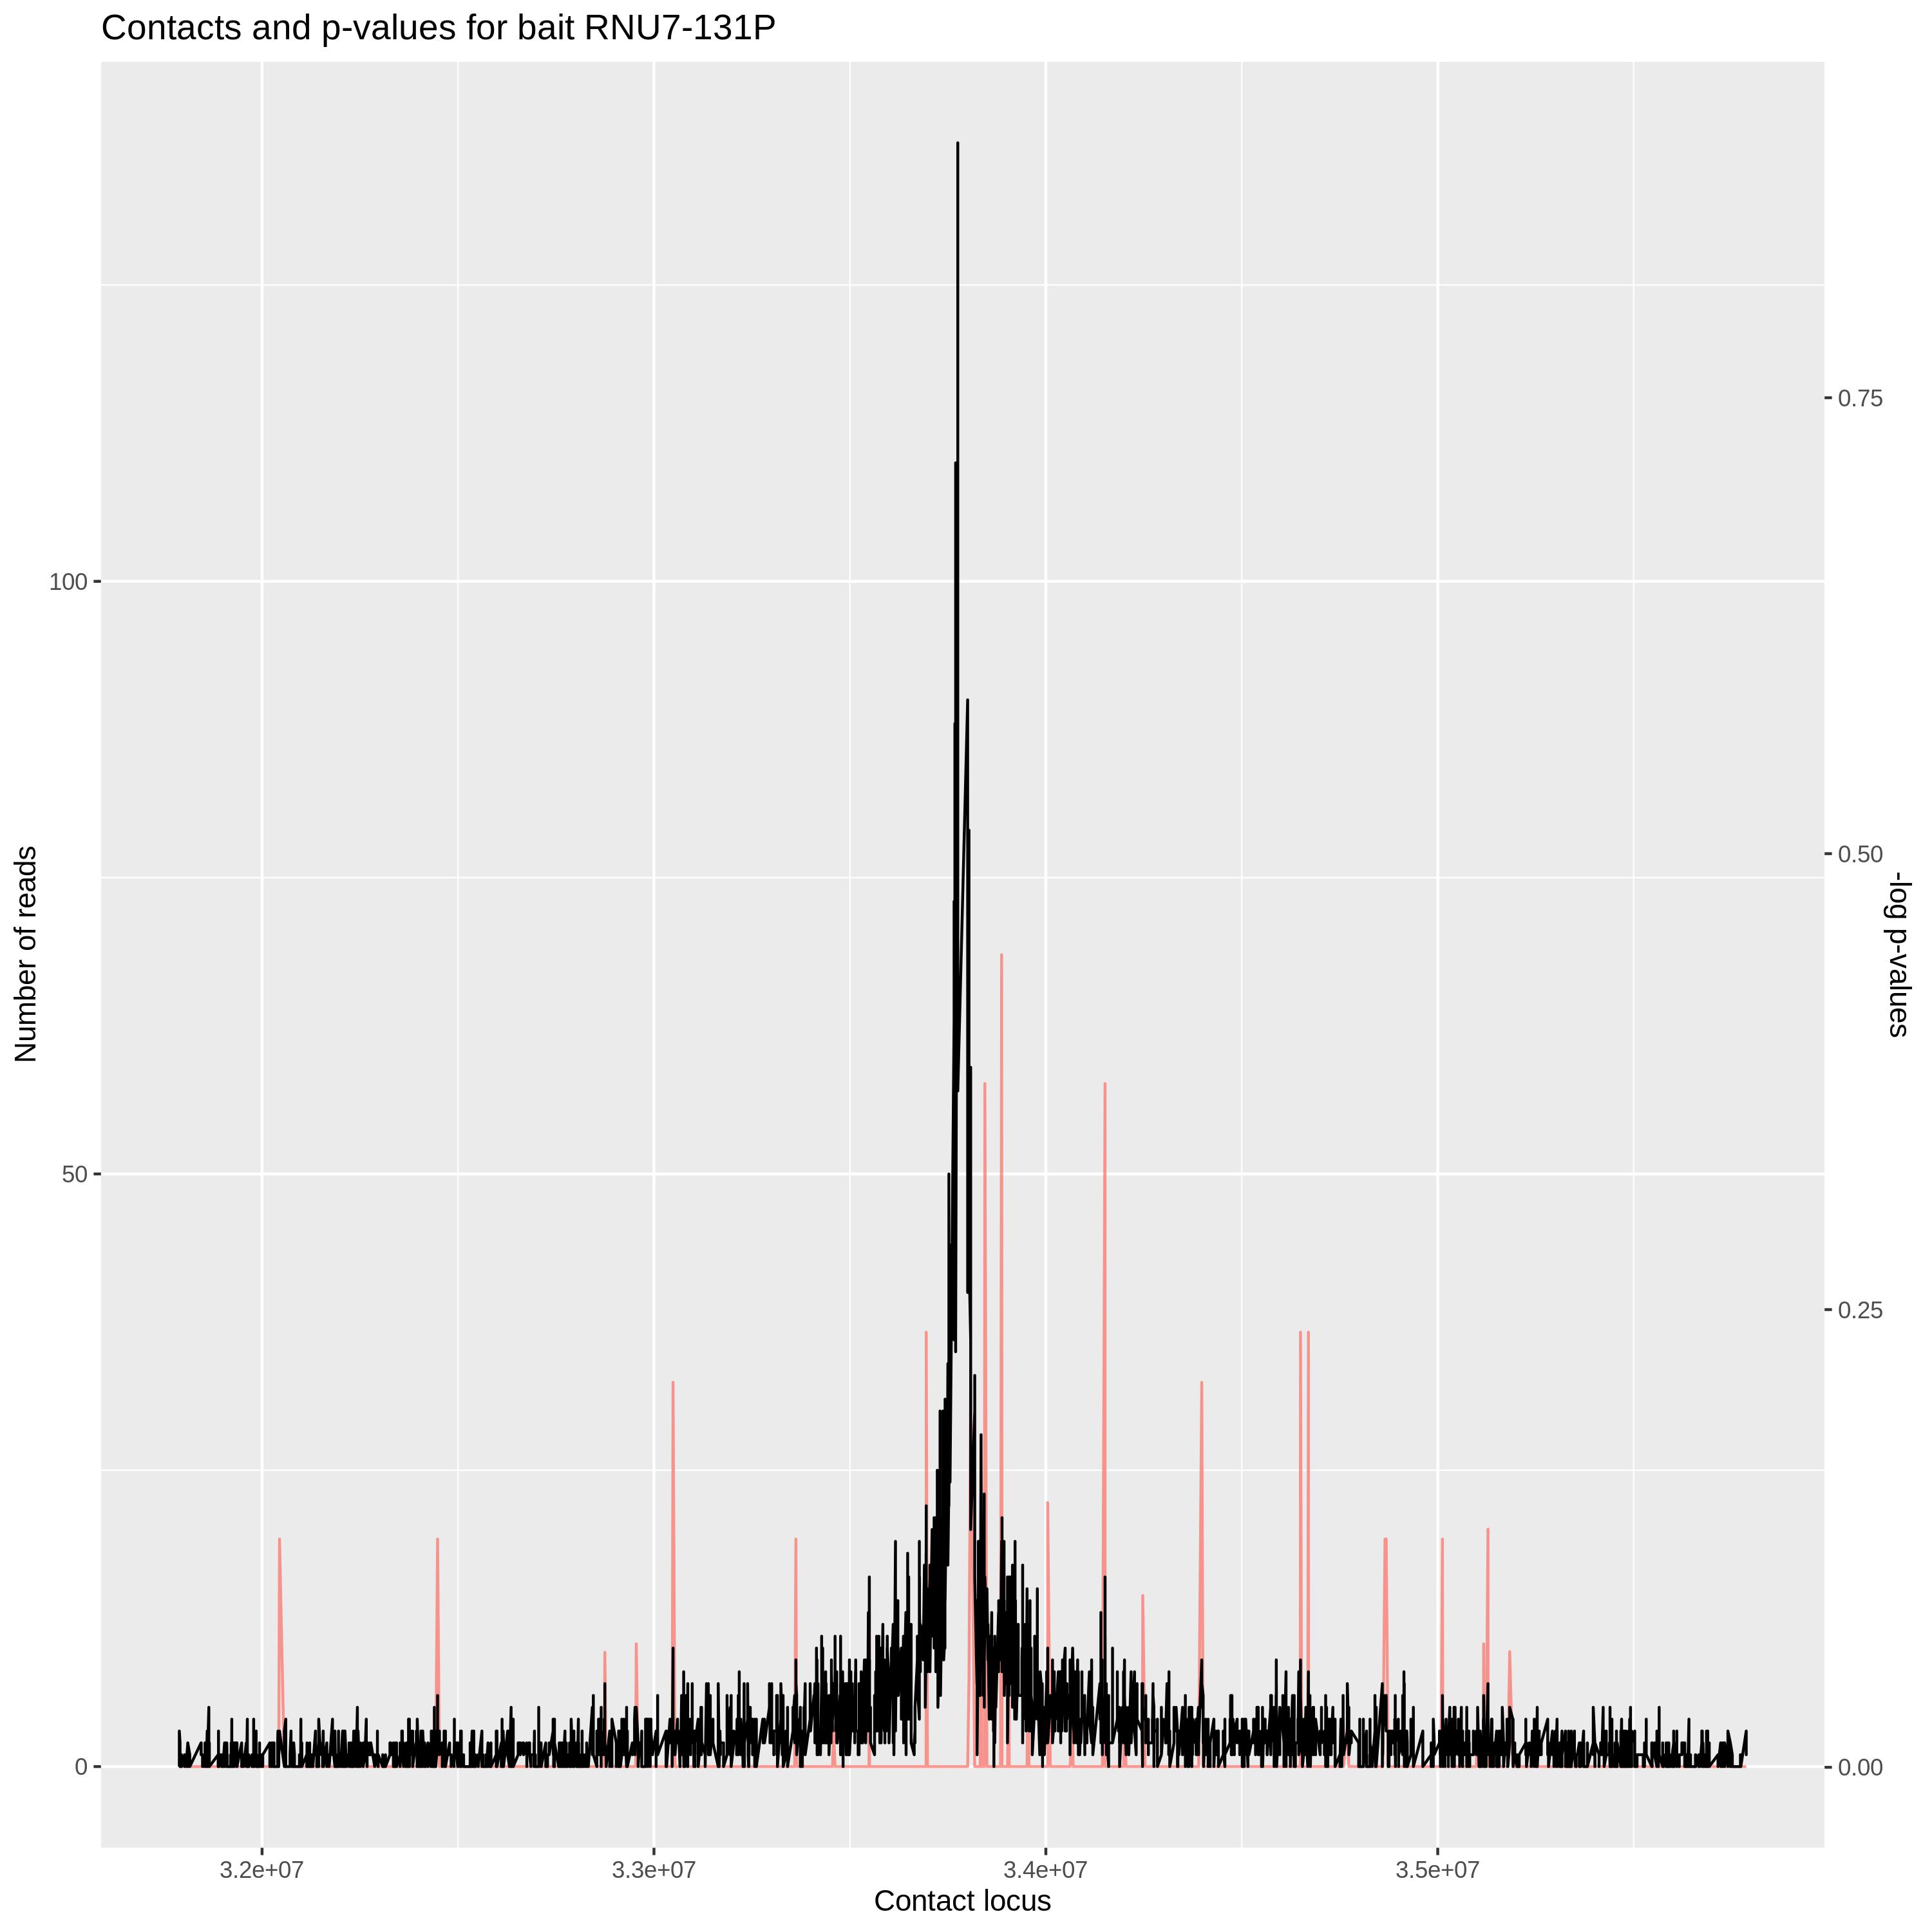 Contacts and p-values for bait RNU7-131P
Number of reads
100
50
0
0.75
0.50
0.25
0.00
-log p-values
3.2e+07
3.3e+07
3.4e+07
3.5e+07
Contact locus